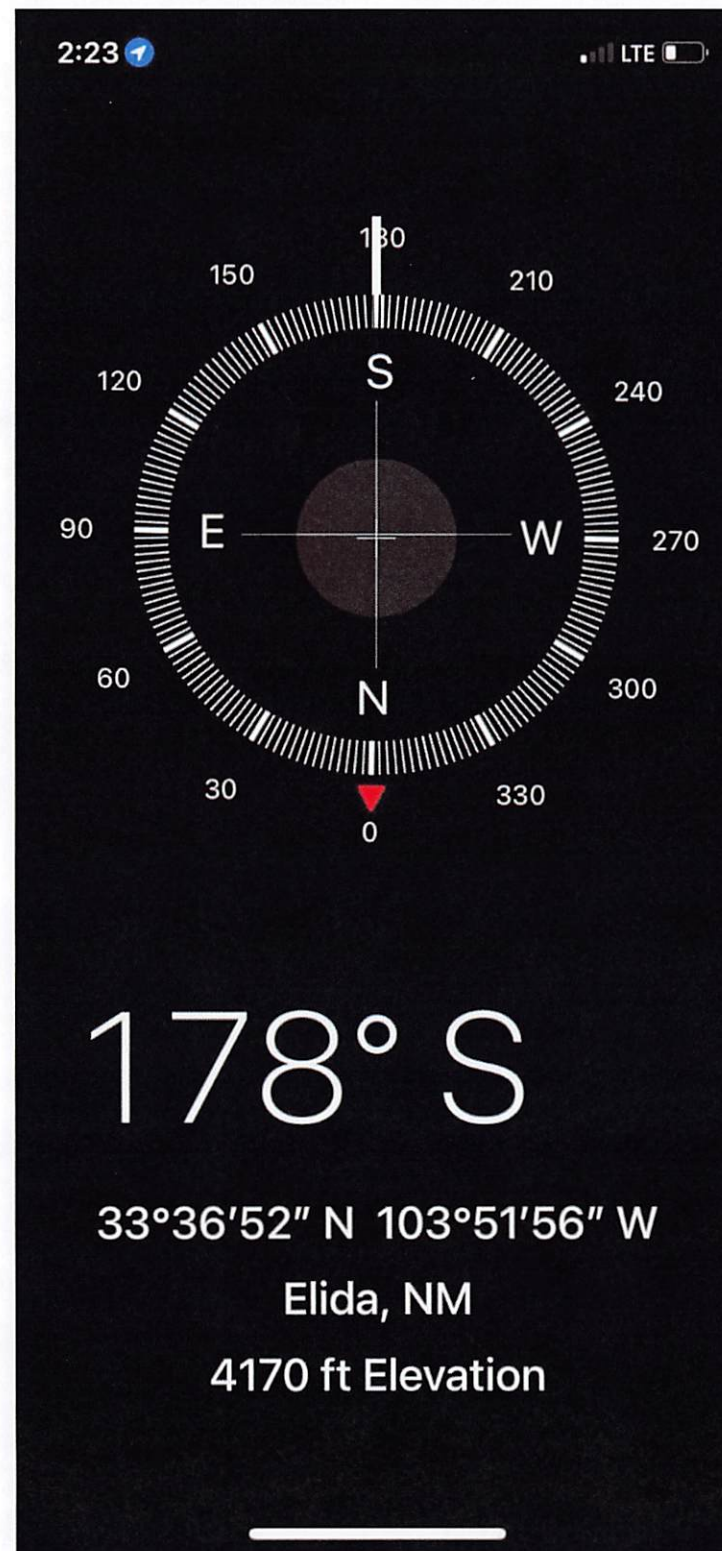 2:23 LTE
180
150 210
S
120 240
90 E W 270
60 300
N
30 330
0
178° S
33°36′52″ N 103°51′56″ W
Elida, NM
4170 ft Elevation